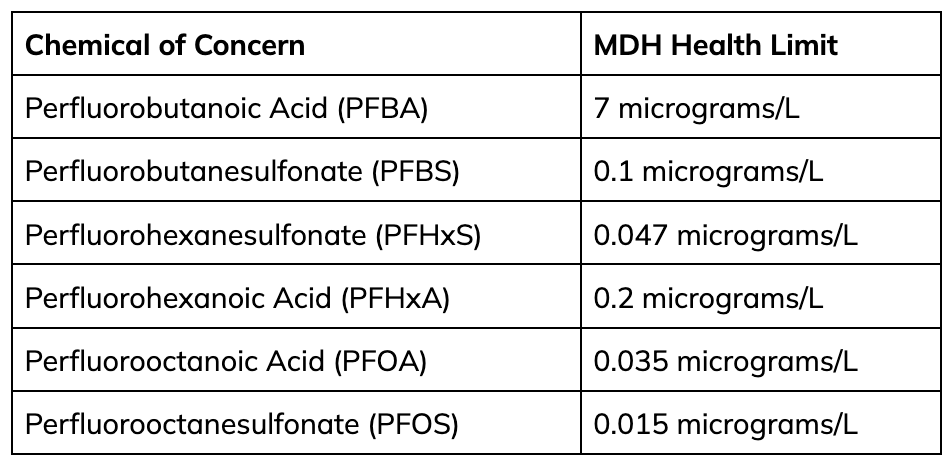 Chemical of Concern MDH Health Limit
Perfluorobutanoic Acid (PFBA) 7 micrograms/L
Perfluorobutanesulfonate (PFBS) 0.1 micrograms/L
Perfluorohexanesulfonate (PFHxS) 0.047 micrograms/L
Perfluorohexanoic Acid (PFHxA) 0.2 micrograms/L
Perfluorooctanoic Acid (PFOA) 0.035 micrograms/L
Perfluorooctanesulfonate (PFOS) 0.015 micrograms/L